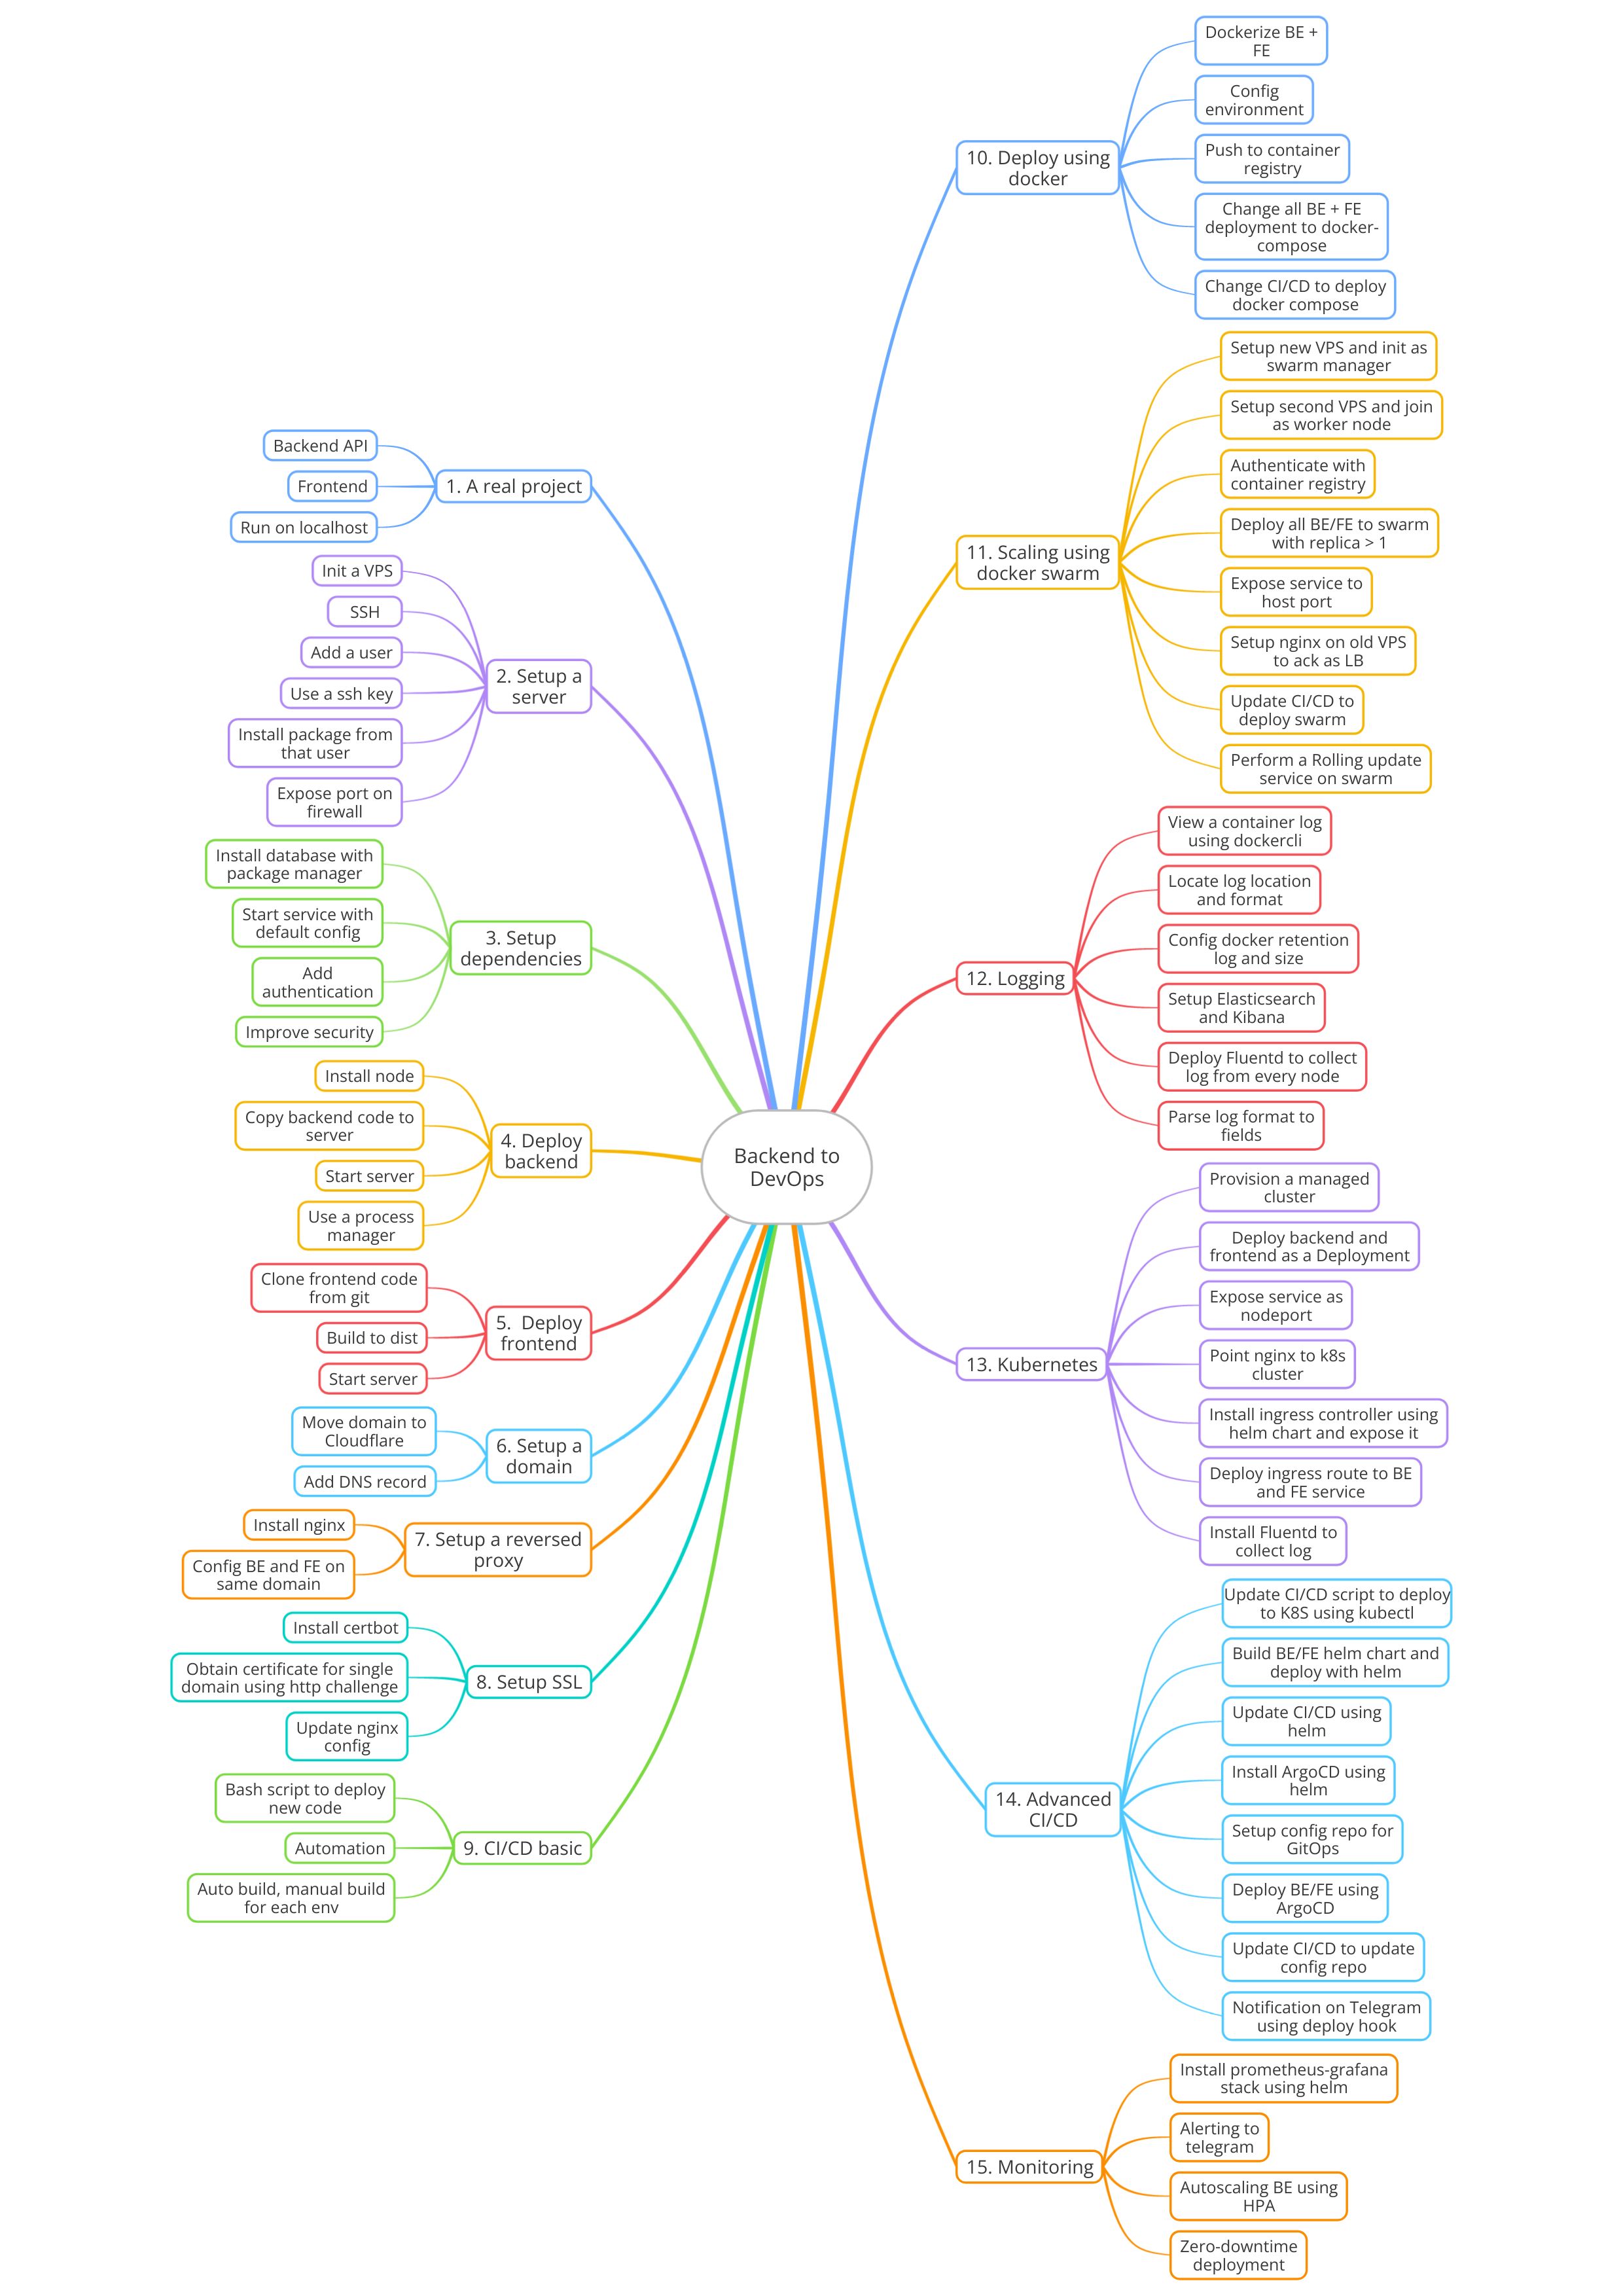 Backend to
DevOps
1. A real project
Backend API
Frontend
Run on localhost
2. Setup a
server
Init a VPS
SSH
Add a user
Use a ssh key
Install package from
that user
Expose port on
firewall
3. Setup
dependencies
Install database with
package manager
Start service with
default config
Add
authentication
Improve security
4. Deploy
backend
Install node
Copy backend code to
server
Start server
Use a process
manager
5.  Deploy
frontend
Clone frontend code
from git
Build to dist
Start server
6. Setup a
domain
Move domain to
Cloudflare
Add DNS record
7. Setup a reversed
proxy
Install nginx
Config BE and FE on
same domain
8. Setup SSL
Install certbot
Obtain certificate for single
domain using http challenge
Update nginx
config
9. CI/CD basic
Bash script to deploy
new code
Automation
Auto build, manual build
for each env
10. Deploy using
docker
Dockerize BE +
FE
Config
environment
Push to container
registry
Change all BE + FE
deployment to docker-
compose
Change CI/CD to deploy
docker compose
11. Scaling using
docker swarm
Setup new VPS and init as
swarm manager
Setup second VPS and join
as worker node
Authenticate with
container registry
Deploy all BE/FE to swarm
with replica > 1
Expose service to
host port
Setup nginx on old VPS
to ack as LB
Update CI/CD to
deploy swarm
Perform a Rolling update
service on swarm
12. Logging
View a container log
using dockercli
Locate log location
and format
Config docker retention
log and size
Setup Elasticsearch
and Kibana
Deploy Fluentd to collect
log from every node
Parse log format to
fields
13. Kubernetes
Provision a managed
cluster
Deploy backend and
frontend as a Deployment
Expose service as
nodeport
Point nginx to k8s
cluster
Install ingress controller using
helm chart and expose it
Deploy ingress route to BE
and FE service
Install Fluentd to
collect log
14. Advanced
CI/CD
Update CI/CD script to deploy
to K8S using kubectl
Build BE/FE helm chart and
deploy with helm
Update CI/CD using
helm
Install ArgoCD using
helm
Setup config repo for
GitOps
Deploy BE/FE using
ArgoCD
Update CI/CD to update
config repo
Notification on Telegram
using deploy hook
15. Monitoring
Install prometheus-grafana
stack using helm
Alerting to
telegram
Autoscaling BE using
HPA
Zero-downtime
deployment